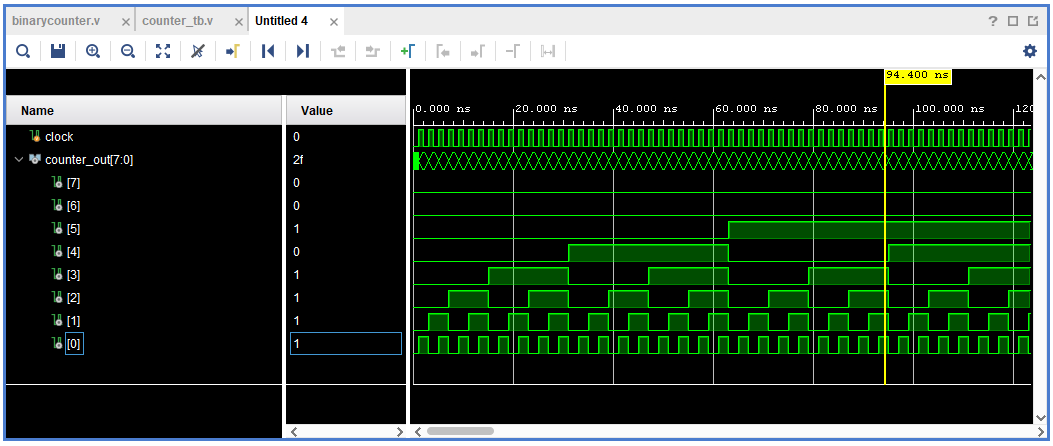 binarycounter.v × counter_tb.v × Untitled 4 ×
? 
94.400 ns
Name Value
0.000 ns 20.000 ns 40.000 ns 60.000 ns 80.000 ns 100.000 ns 120
clock 0
counter_out[7:0] 2f
[7] 0
[6] 0
[5] 1
[4] 0
[3] 1
[2] 1
[1] 1
[0] 1